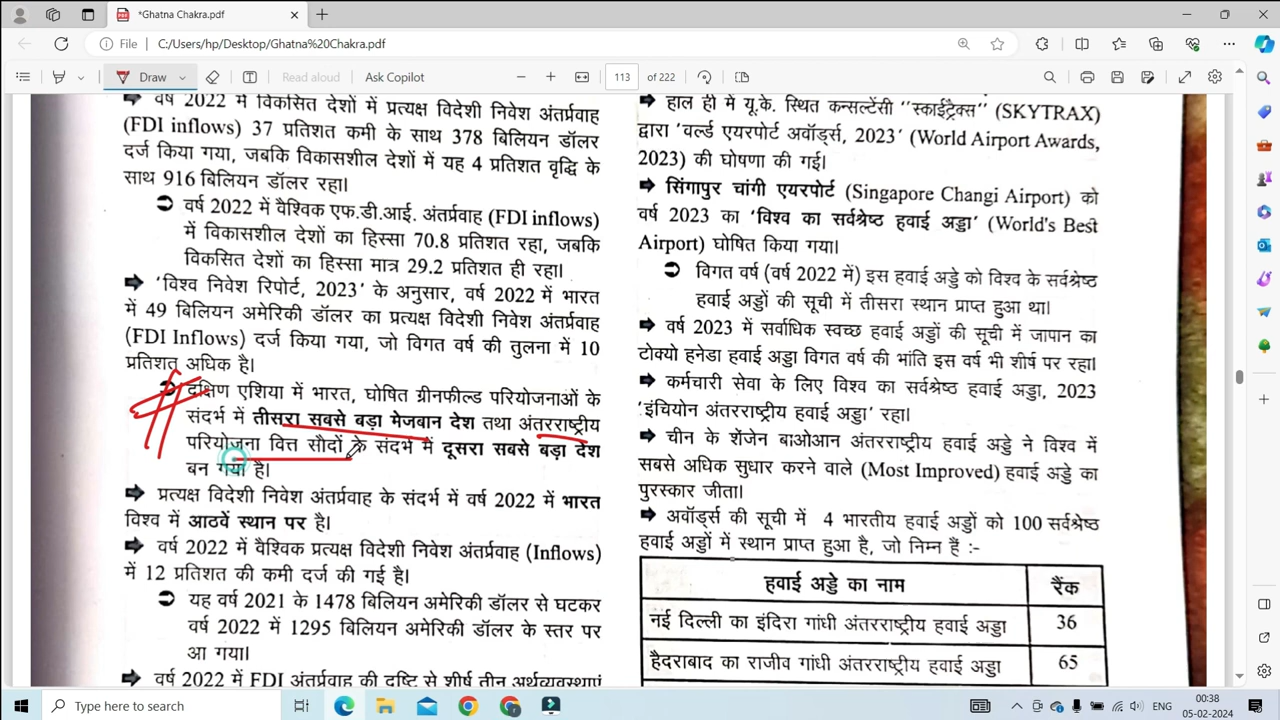 *Ghatna Chakra.pdf
File
C:/Users/hp/Desktop/Ghatna%20Chakra.pdf
Draw
Read aloud
Ask Copilot
113
of 222
➡ वर्ष 2022 में विकसित देशों में प्रत्यक्ष विदेशी निवेश अंतर्प्रवाह
(FDI inflows) 37 प्रतिशत कमी के साथ 378 बिलियन डॉलर
दर्ज किया गया, जबकि विकासशील देशों में यह 4 प्रतिशत वृद्धि के
साथ 916 बिलियन डॉलर रहा।
➲ वर्ष 2022 में वैश्विक एफ.डी.आई. अंतर्प्रवाह (FDI inflows)
में विकासशील देशों का हिस्सा 70.8 प्रतिशत रहा, जबकि
विकसित देशों का हिस्सा मात्र 29.2 प्रतिशत ही रहा।
➡ 'विश्व निवेश रिपोर्ट, 2023' के अनुसार, वर्ष 2022 में भारत
में 49 बिलियन अमेरिकी डॉलर का प्रत्यक्ष विदेशी निवेश अंतर्प्रवाह
(FDI Inflows) दर्ज किया गया, जो विगत वर्ष की तुलना में 10
प्रतिशत अधिक है।
➲ दक्षिण एशिया में भारत, घोषित ग्रीनफील्ड परियोजनाओं के
संदर्भ में तीसरा सबसे बड़ा मेजबान देश तथा अंतरराष्ट्रीय
परियोजना वित्त सौदों के संदर्भ में दूसरा सबसे बड़ा देश
बन गया है।
➡ प्रत्यक्ष विदेशी निवेश अंतर्प्रवाह के संदर्भ में वर्ष 2022 में भारत
विश्व में आठवें स्थान पर है।
➡ वर्ष 2022 में वैश्विक प्रत्यक्ष विदेशी निवेश अंतर्प्रवाह (Inflows)
में 12 प्रतिशत की कमी दर्ज की गई है।
➲ यह वर्ष 2021 के 1478 बिलियन अमेरिकी डॉलर से घटकर
वर्ष 2022 में 1295 बिलियन अमेरिकी डॉलर के स्तर पर
आ गया।
➡ वर्ष 2022 में FDI अंतर्प्रवाह की दृष्टि से शीर्ष तीन अर्थव्यवस्थाएं
➡ हाल ही में यू.के. स्थित कन्सल्टेंसी "स्काईट्रैक्स" (SKYTRAX)
द्वारा 'वर्ल्ड एयरपोर्ट अवॉर्ड्स, 2023' (World Airport Awards,
2023) की घोषणा की गई।
➡ सिंगापुर चांगी एयरपोर्ट (Singapore Changi Airport) को
वर्ष 2023 का 'विश्व का सर्वश्रेष्ठ हवाई अड्डा' (World's Best
Airport) घोषित किया गया।
➲ विगत वर्ष (वर्ष 2022 में) इस हवाई अड्डे को विश्व के सर्वश्रेष्ठ
हवाई अड्डों की सूची में तीसरा स्थान प्राप्त हुआ था।
➡ वर्ष 2023 में सर्वाधिक स्वच्छ हवाई अड्डों की सूची में जापान का
टोक्यो हनेडा हवाई अड्डा विगत वर्ष की भांति इस वर्ष भी शीर्ष पर रहा।
➡ कर्मचारी सेवा के लिए विश्व का सर्वश्रेष्ठ हवाई अड्डा, 2023
'इंचियोन अंतरराष्ट्रीय हवाई अड्डा' रहा।
➡ चीन के शेंजेन बाओआन अंतरराष्ट्रीय हवाई अड्डे ने विश्व में
सबसे अधिक सुधार करने वाले (Most Improved) हवाई अड्डे का
पुरस्कार जीता।
➡ अवॉर्ड्स की सूची में 4 भारतीय हवाई अड्डों को 100 सर्वश्रेष्ठ
हवाई अड्डों में स्थान प्राप्त हुआ है, जो निम्न हैं :-
हवाई अड्डे का नाम रैंक
नई दिल्ली का इंदिरा गांधी अंतरराष्ट्रीय हवाई अड्डा 36
हैदराबाद का राजीव गांधी अंतरराष्ट्रीय हवाई अड्डा 65
Type here to search
ENG
00:38
05-02-2024